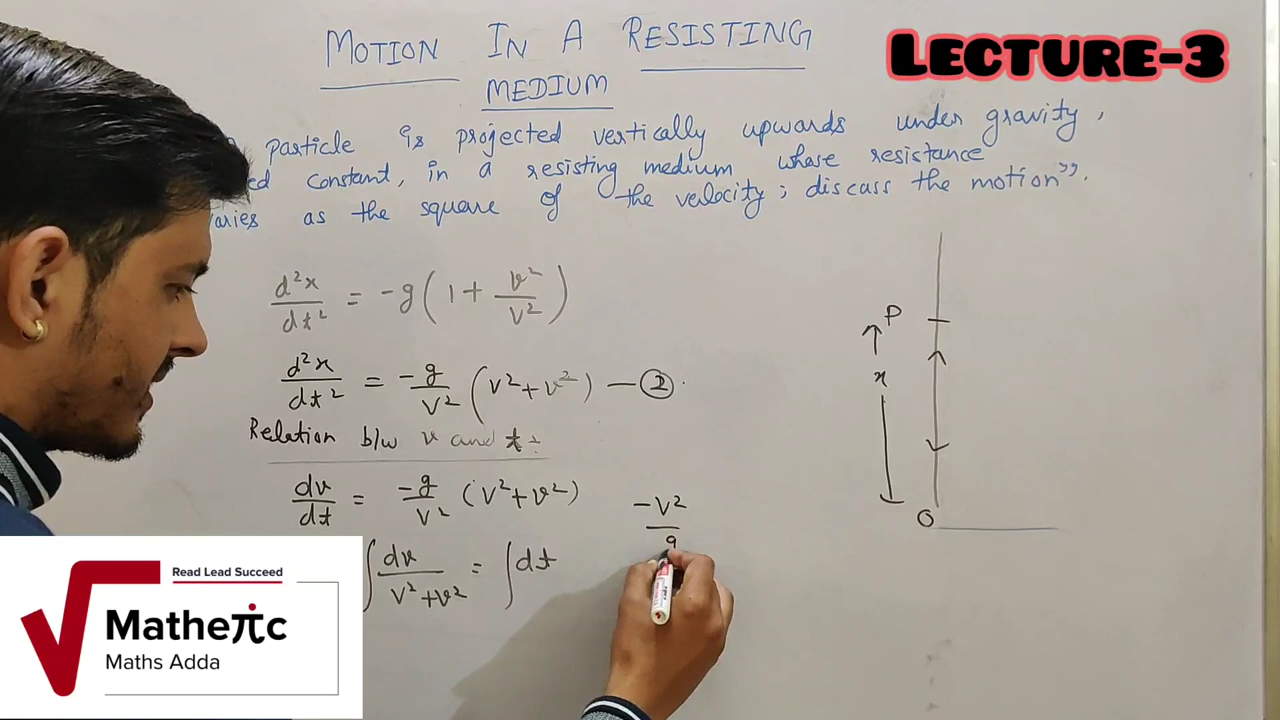 MOTION IN A RESISTING
MEDIUM
LECTURE-3
particle is projected vertically upwards under gravity,
constant, in a resisting medium whose resistance
as the square of the velocity; discass the motion”.
d²x/dt² = -g(1 + v²/V²)
d²x/dt² = -g/V² (V² + v²) — ②.
Relation b/w v and t:
dv/dt = -g/V² (V² + v²)
∫ dv/(V² + v²) = ∫ dt
-V²/g
P
x
O
Read Lead Succeed
Matheπc
Maths Adda